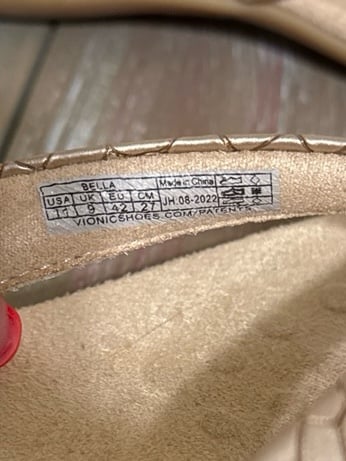 BELLA Made in China
USA UK EU CM
11 9 42 27 JH 08-2022
VIONICSHOES.COM/PATENTS